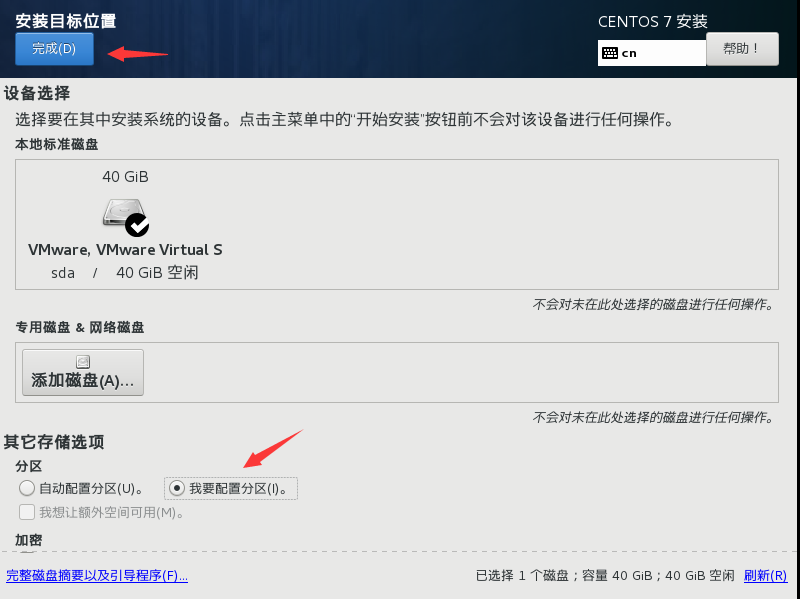 安装目标位置
CENTOS 7 安装
完成(D)
cn
帮助！
设备选择
选择要在其中安装系统的设备。点击主菜单中的“开始安装”按钮前不会对该设备进行任何操作。
本地标准磁盘
40 GiB
VMware, VMware Virtual S
sda / 40 GiB 空闲
不会对未在此处选择的磁盘进行任何操作。
专用磁盘 & 网络磁盘
添加磁盘(A)...
不会对未在此处选择的磁盘进行任何操作。
其它存储选项
分区
自动配置分区(U)。 我要配置分区(I)。
我想让额外空间可用(M)。
加密
完整磁盘摘要以及引导程序(F)... 已选择 1 个磁盘；容量 40 GiB；40 GiB 空闲 刷新(R)